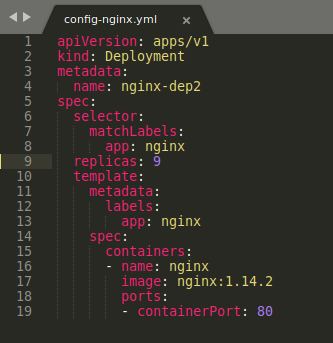 config-nginx.yml ×
1 apiVersion: apps/v1
2 kind: Deployment
3 metadata:
4   name: nginx-dep2
5 spec:
6   selector:
7     matchLabels:
8       app: nginx
9   replicas: 9
10   template:
11     metadata:
12       labels:
13         app: nginx
14     spec:
15       containers:
16       - name: nginx
17         image: nginx:1.14.2
18         ports:
19         - containerPort: 80